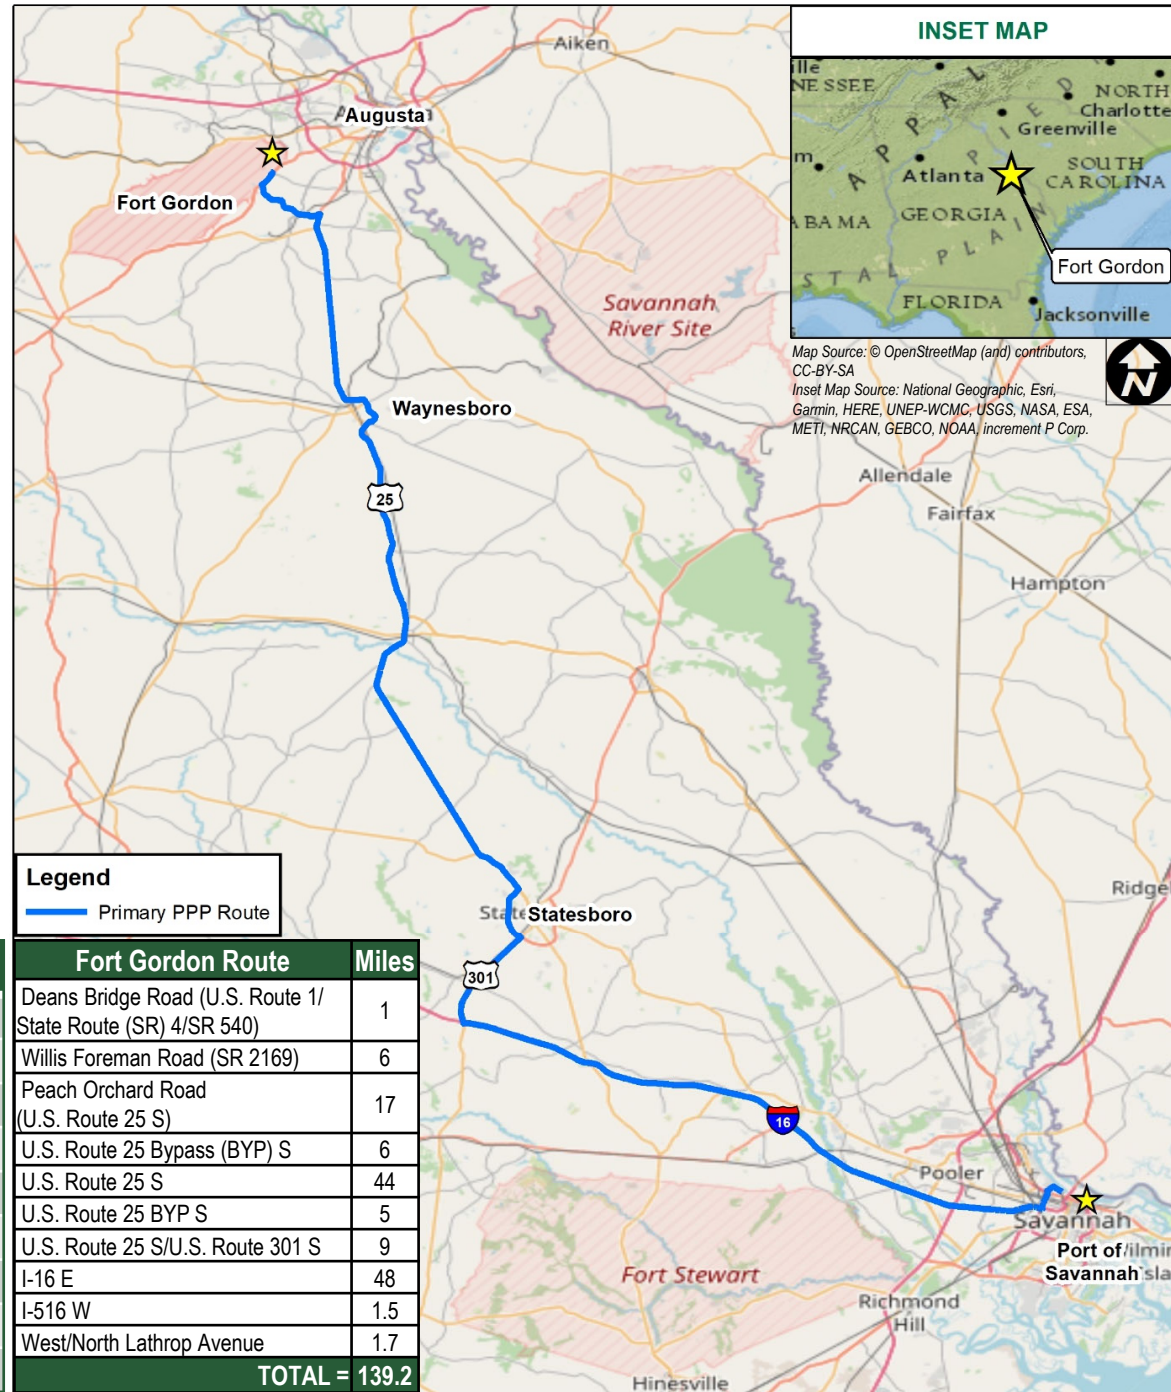 Aiken
Augusta
Fort Gordon
Savannah
River Site
Waynesboro
25
Allendale
Fairfax
Hampton
Statesboro
301
16
Pooler
Savannah
Port of
Savannah
Fort Stewart
Richmond
Hill
Hinesville
INSET MAP
NESSEE
APPAL
PIED
NORTH
Charlotte
Greenville
Atlanta
SOUTH
CAROLINA
ABAMA
GEORGIA
STAL PLAIN
Fort Gordon
FLORIDA
Jacksonville
Map Source: © OpenStreetMap (and) contributors,
CC-BY-SA
Inset Map Source: National Geographic, Esri,
Garmin, HERE, UNEP-WCMC, USGS, NASA, ESA,
METI, NRCAN, GEBCO, NOAA, increment P Corp.
N
Legend
Primary PPP Route
Fort Gordon Route Miles
Deans Bridge Road (U.S. Route 1/
State Route (SR) 4/SR 540) 1
Willis Foreman Road (SR 2169) 6
Peach Orchard Road
(U.S. Route 25 S) 17
U.S. Route 25 Bypass (BYP) S 6
U.S. Route 25 S 44
U.S. Route 25 BYP S 5
U.S. Route 25 S/U.S. Route 301 S 9
I-16 E 48
I-516 W 1.5
West/North Lathrop Avenue 1.7
TOTAL = 139.2